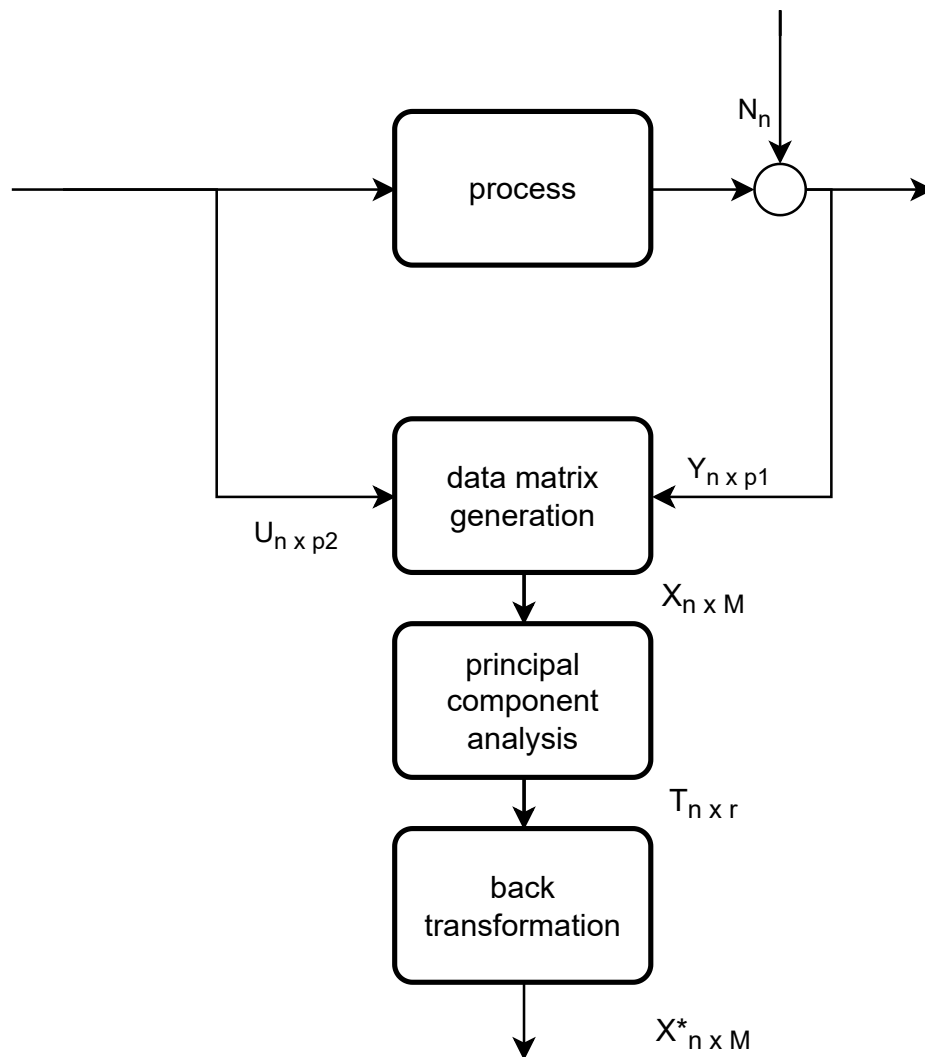 N_n
process
data matrix
generation
Y_n x p1
U_n x p2
X_n x M
principal
component
analysis
T_n x r
back
transformation
X*_n x M